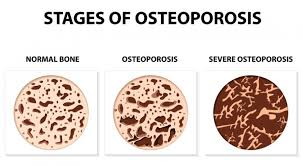 STAGES OF OSTEOPOROSIS
NORMAL BONE
OSTEOPOROSIS
SEVERE OSTEOPOROSIS